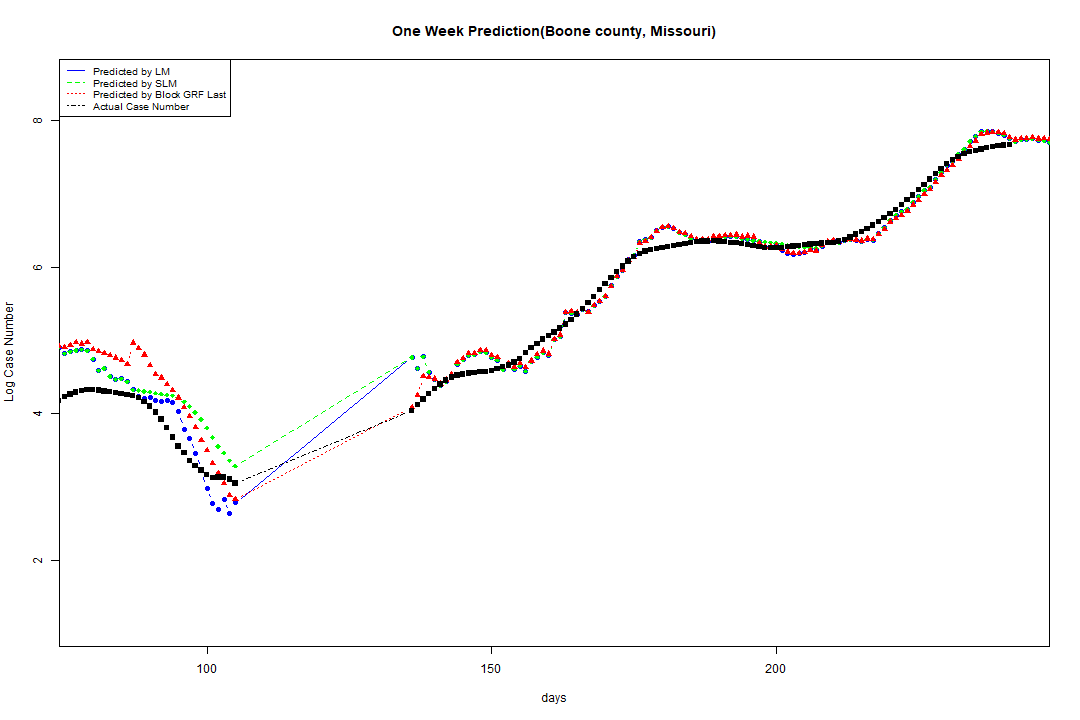 One Week Prediction(Boone county, Missouri)
Predicted by LM
Predicted by SLM
Predicted by Block GRF Last
Actual Case Number
Log Case Number
8
6
4
2
100
150
200
days